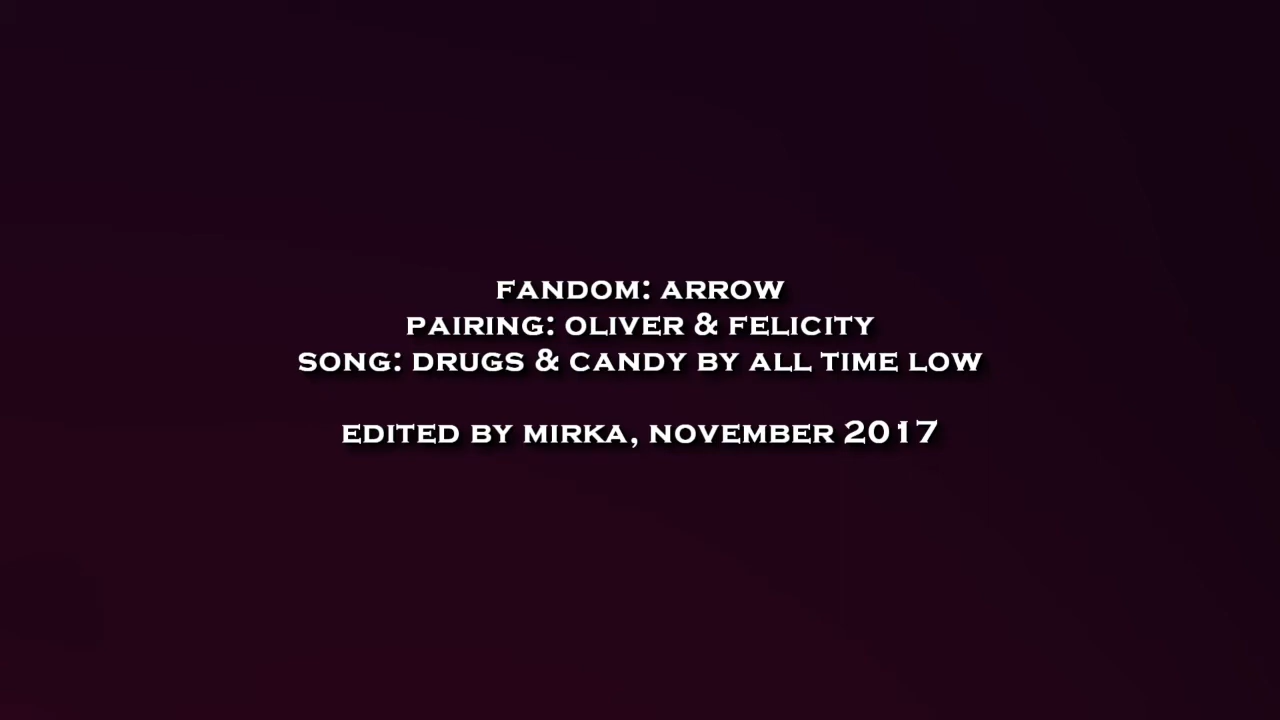 FANDOM: ARROW
PAIRING: OLIVER & FELICITY
SONG: DRUGS & CANDY BY ALL TIME LOW
EDITED BY MIRKA, NOVEMBER 2017